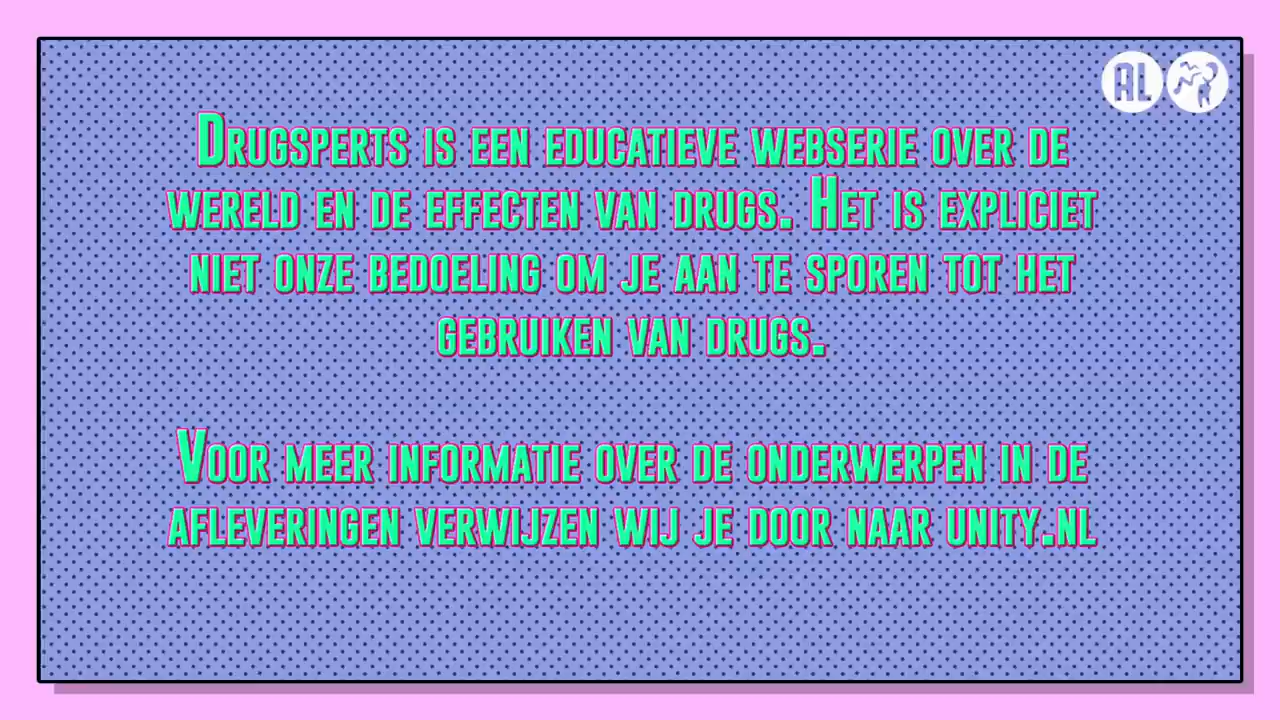 AL
Drugsperts is een educatieve webserie over de
wereld en de effecten van drugs. Het is expliciet
niet onze bedoeling om je aan te sporen tot het
gebruiken van drugs.
Voor meer informatie over de onderwerpen in de
afleveringen verwijzen wij je door naar unity.nl